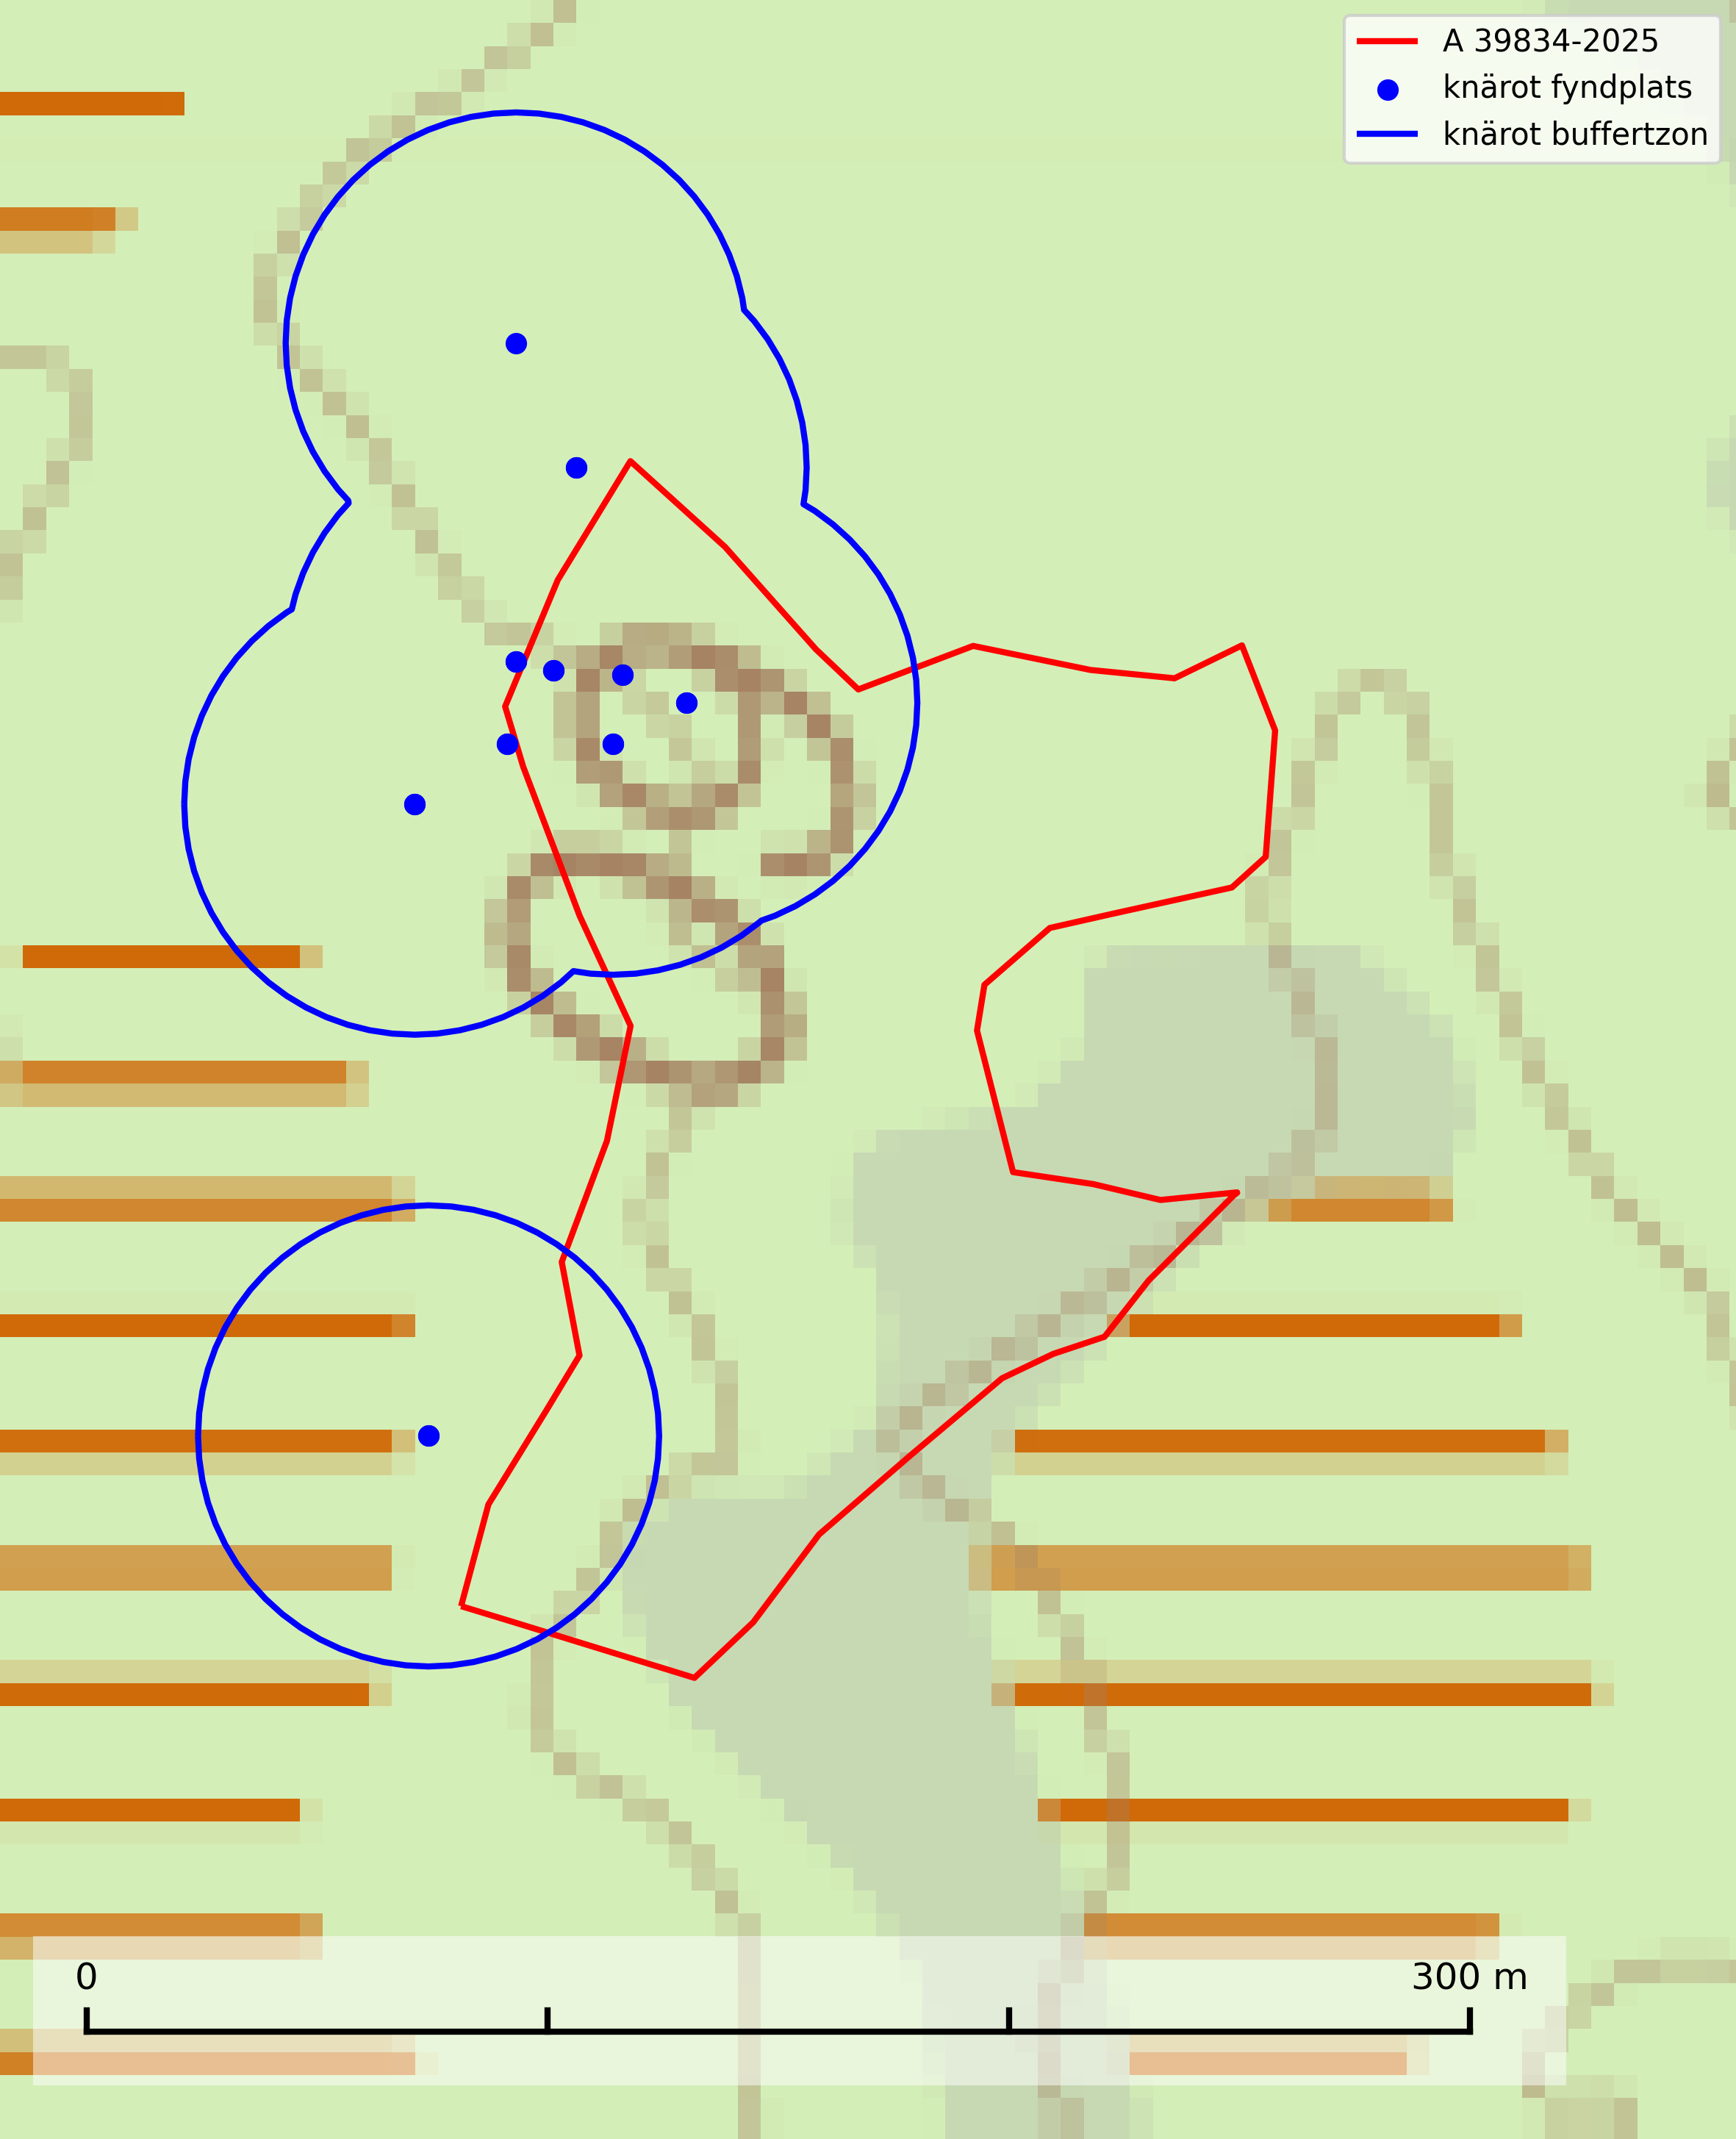 A 39834-2025
knärot fyndplats
knärot buffertzon
0 300 m